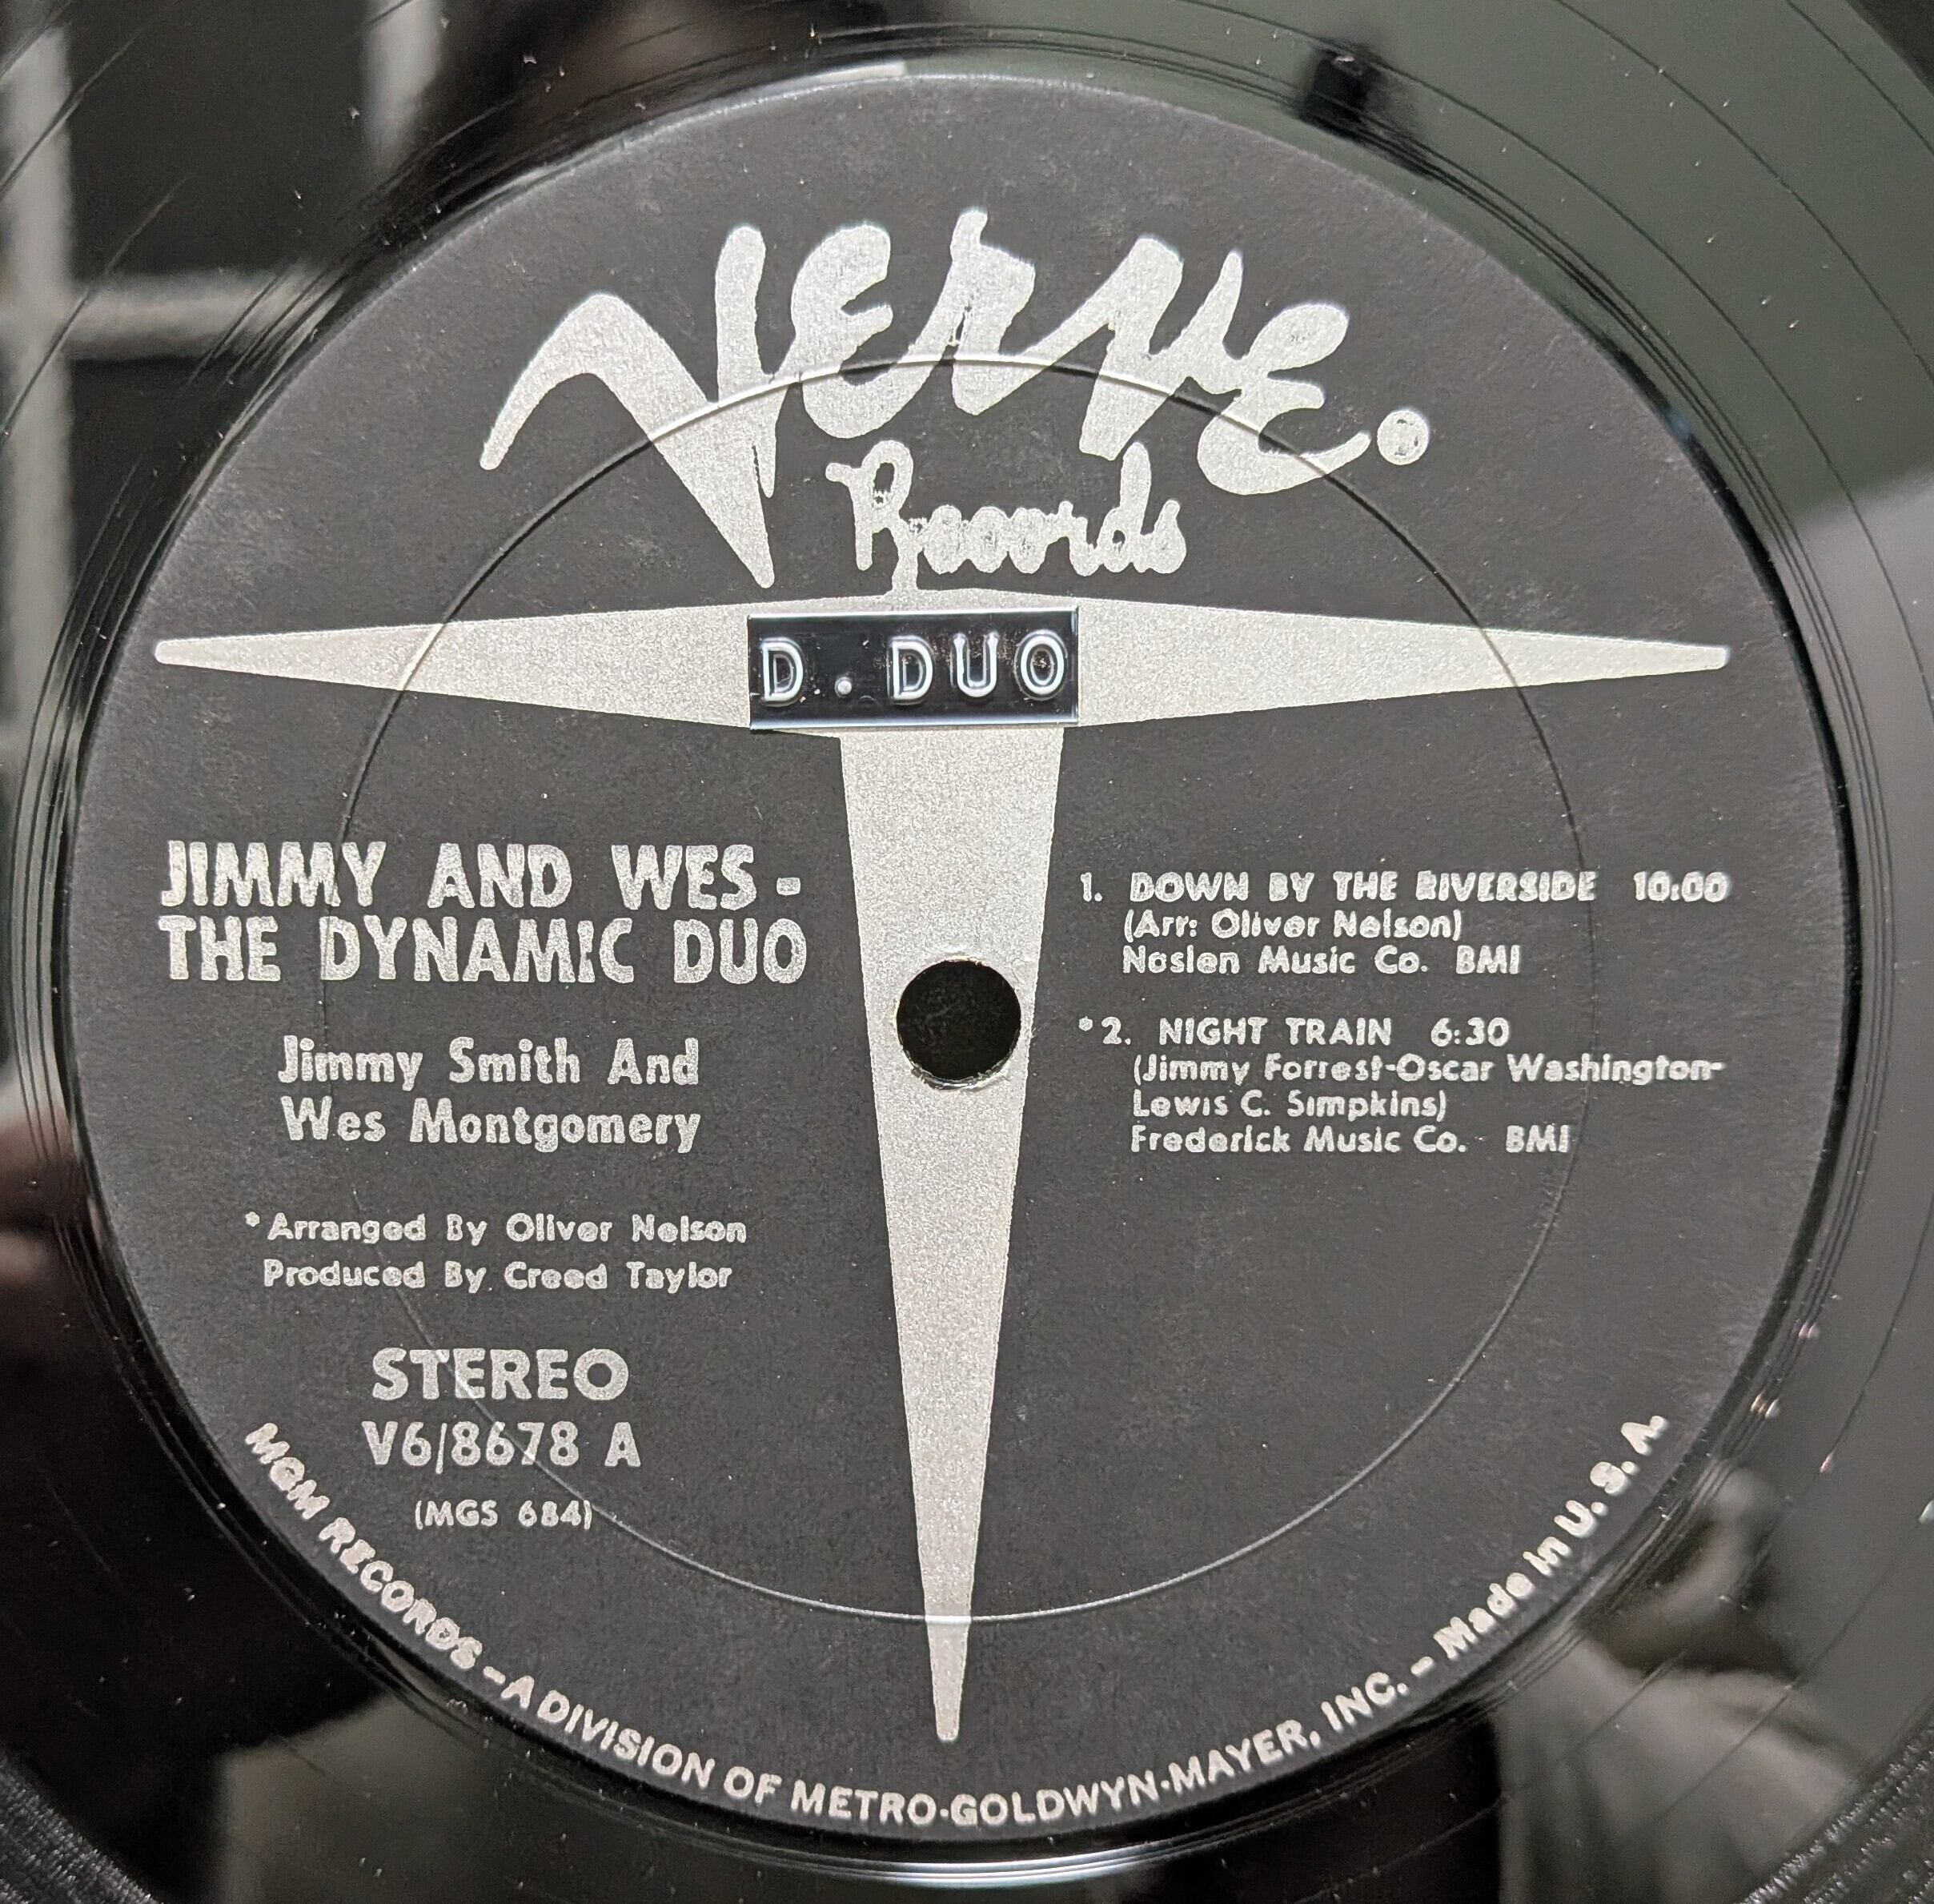 Verve
Records
D. DUO
JIMMY AND WES -
THE DYNAMIC DUO
Jimmy Smith And
Wes Montgomery
*Arranged By Oliver Nelson
Produced By Creed Taylor
STEREO
V6/8678 A
(MGS 684)
1. DOWN BY THE RIVERSIDE 10:00
(Arr: Oliver Nelson)
Noslen Music Co. BMI
*2. NIGHT TRAIN 6:30
(Jimmy Forrest-Oscar Washington-
Lewis C. Simpkins)
Frederick Music Co. BMI
MGM RECORDS - A DIVISION OF METRO-GOLDWYN-MAYER, INC. - Made in U. S. A.